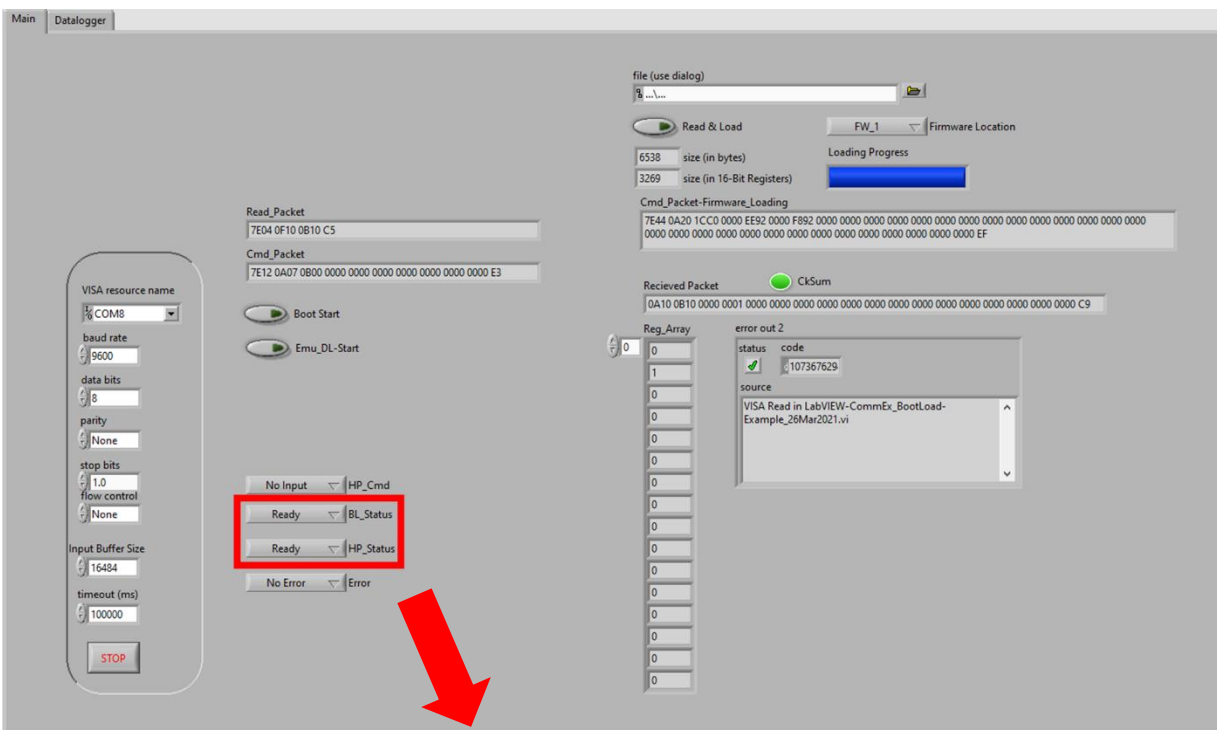 Main
Datalogger
file (use dialog)
...\...
Read & Load
FW_1
Firmware Location
6538
size (in bytes)
Loading Progress
3269
size (in 16-Bit Registers)
Cmd_Packet-Firmware_Loading
7E44 0A20 1CC0 0000 EE92 0000 F892 0000 0000 0000 0000 0000 0000 0000 0000 0000 0000 0000 0000 0000
0000 0000 0000 0000 0000 0000 0000 0000 0000 0000 0000 0000 0000 0000 EF
Read_Packet
7E04 0F10 0B10 C5
Cmd_Packet
7E12 0A07 0B00 0000 0000 0000 0000 0000 0000 0000 E3
Boot Start
Emu_DL-Start
VISA resource name
COM8
baud rate
9600
data bits
8
parity
None
stop bits
1.0
flow control
None
Input Buffer Size
16484
timeout (ms)
100000
STOP
No Input
HP_Cmd
Ready
BL_Status
Ready
HP_Status
No Error
Error
Recieved Packet
CkSum
0A10 0B10 0000 0001 0000 0000 0000 0000 0000 0000 0000 0000 0000 0000 0000 0000 0000 0000 C9
Reg_Array
0
0
1
0
0
0
0
0
0
0
0
0
0
0
0
0
0
error out 2
status
code
107367629
source
VISA Read in LabVIEW-CommEx_BootLoad-
Example_26Mar2021.vi